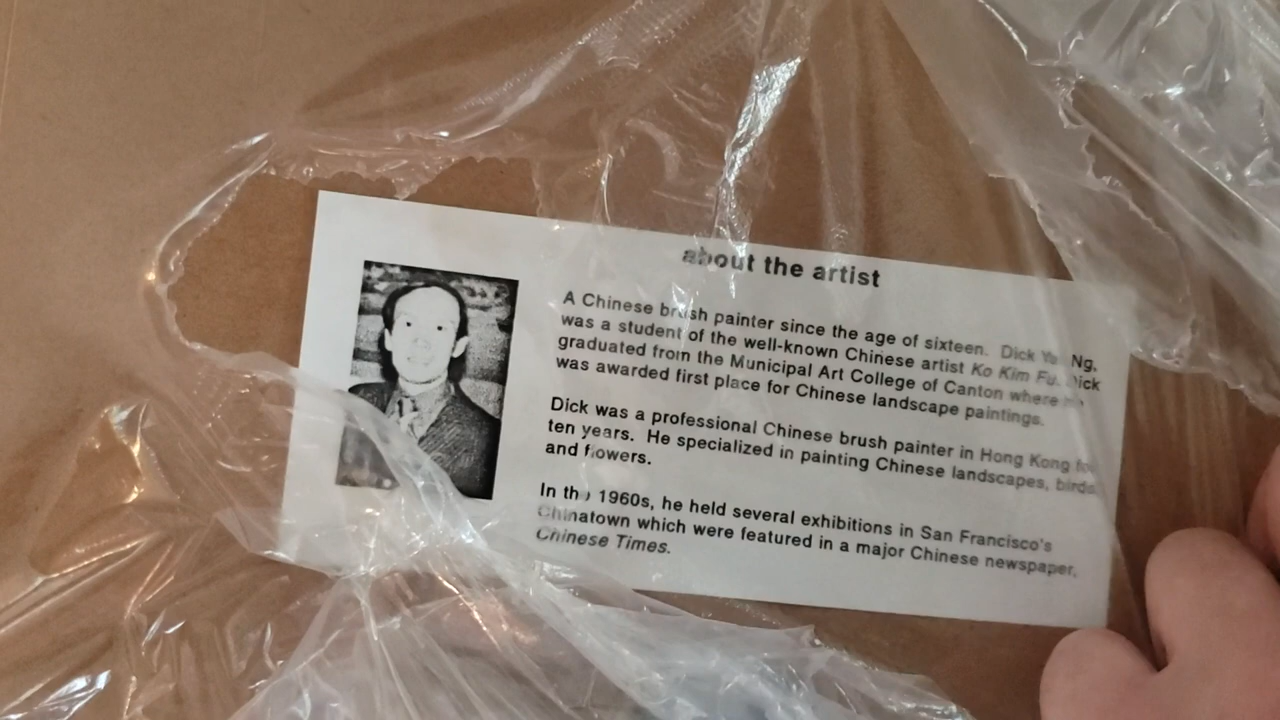 about the artist
A Chinese brush painter since the age of sixteen. Dick Ng,
was a student of the well-known Chinese artist Ko Kim Fu. Dick
graduated from the Municipal Art College of Canton where
was awarded first place for Chinese landscape paintings.
Dick was a professional Chinese brush painter in Hong Kong for
ten years. He specialized in painting Chinese landscapes, birds
and flowers.
In the 1960s, he held several exhibitions in San Francisco's
Chinatown which were featured in a major Chinese newspaper,
Chinese Times.